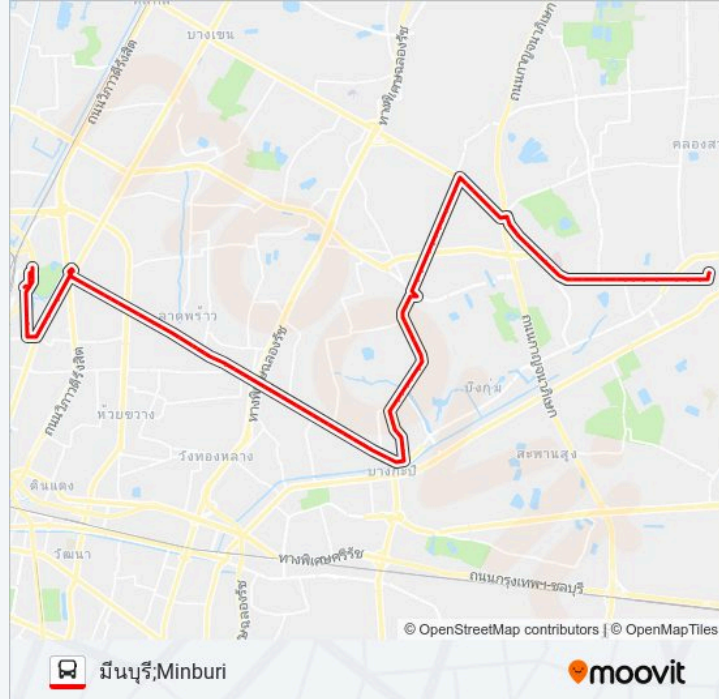 บางเขน
ถนนวิภาวดีรังสิต
ทางพิเศษฉลองรัช
ถนนกาญจนาภิเษก
คลองสา
ลาดพร้าว
ถนนวิภาวดีรังสิต
ห้วยขวาง
ทางพิเศษฉลองรัช
ถนนกาญจนาภิเษก
บึงกุ่ม
วังทองหลาง
บางกะปิ
สะพานสูง
ดินแดง
วัฒนา
ทางพิเศษศรีรัช
ถนนกรุงเทพฯ-ชลบุรี
© OpenStreetMap contributors | © OpenMapTiles
มีนบุรี;Minburi
moovit